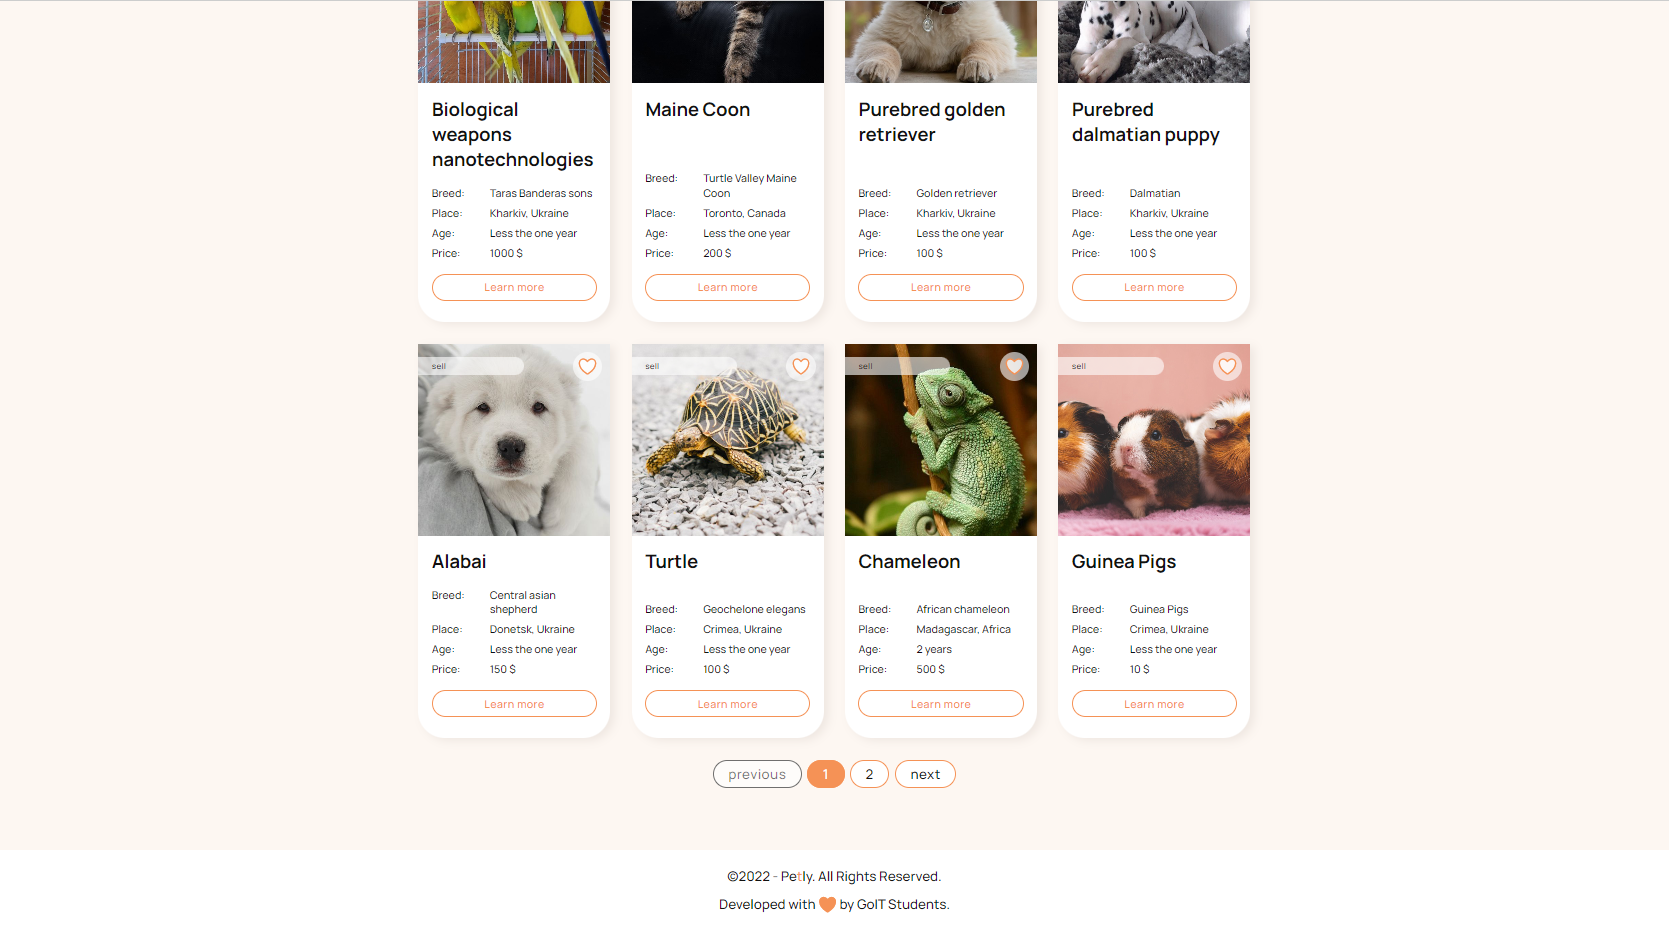 Biological
weapons
nanotechnologies
Breed: Taras Banderas sons
Place: Kharkiv, Ukraine
Age: Less the one year
Price: 1000 $
Learn more
Maine Coon
Breed: Turtle Valley Maine
Coon
Place: Toronto, Canada
Age: Less the one year
Price: 200 $
Learn more
Purebred golden
retriever
Breed: Golden retriever
Place: Kharkiv, Ukraine
Age: Less the one year
Price: 100 $
Learn more
Purebred
dalmatian puppy
Breed: Dalmatian
Place: Kharkiv, Ukraine
Age: Less the one year
Price: 100 $
Learn more
sell
Alabai
Breed: Central asian
shepherd
Place: Donetsk, Ukraine
Age: Less the one year
Price: 150 $
Learn more
sell
Turtle
Breed: Geochelone elegans
Place: Crimea, Ukraine
Age: Less the one year
Price: 100 $
Learn more
sell
Chameleon
Breed: African chameleon
Place: Madagascar, Africa
Age: 2 years
Price: 500 $
Learn more
sell
Guinea Pigs
Breed: Guinea Pigs
Place: Crimea, Ukraine
Age: Less the one year
Price: 10 $
Learn more
previous 1 2 next
©2022 - Petly. All Rights Reserved.
Developed with by GoIT Students.